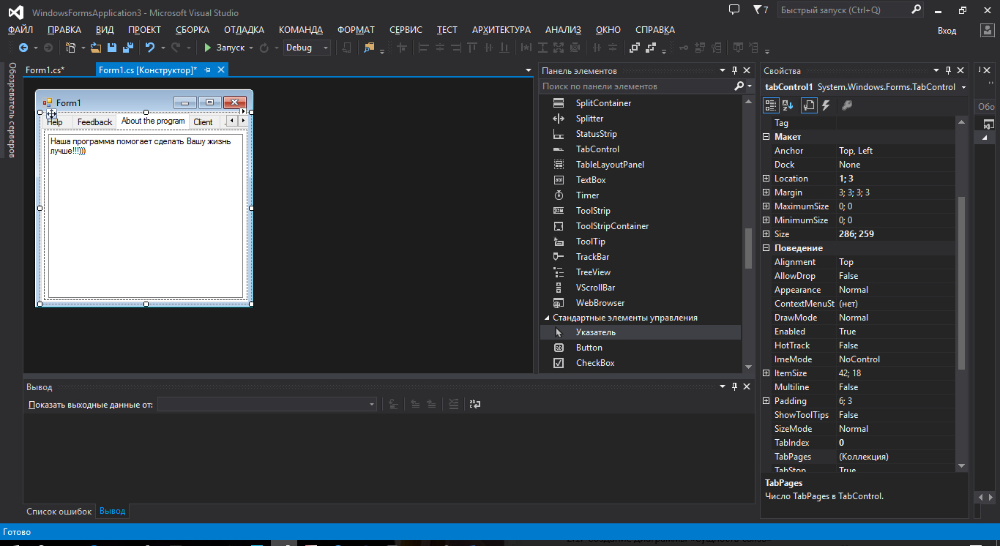 WindowsFormsApplication3 - Microsoft Visual Studio
7
Быстрый запуск (Ctrl+Q)
ФАЙЛ ПРАВКА ВИД ПРОЕКТ СБОРКА ОТЛАДКА КОМАНДА ФОРМАТ СЕРВИС ТЕСТ АРХИТЕКТУРА АНАЛИЗ ОКНО СПРАВКА
Вход
Запуск Debug
Обозреватель серверов
Form1.cs*
Form1.cs [Конструктор]*
Form1
Help Feedback About the program Client
Наша программа помогает сделать Вашу жизнь
лучше!!!)))
Панель элементов
Поиск по панели элементов
SplitContainer
Splitter
StatusStrip
TabControl
TableLayoutPanel
TextBox
Timer
ToolStrip
ToolStripContainer
ToolTip
TrackBar
TreeView
VScrollBar
WebBrowser
Стандартные элементы управления
Указатель
Button
CheckBox
Свойства
tabControl1 System.Windows.Forms.TabControl
Tag
Макет
Anchor Top, Left
Dock None
Location 1; 3
Margin 3; 3; 3; 3
MaximumSize 0; 0
MinimumSize 0; 0
Size 286; 259
Поведение
Alignment Top
AllowDrop False
Appearance Normal
ContextMenuSt (нет)
DrawMode Normal
Enabled True
HotTrack False
ImeMode NoControl
ItemSize 42; 18
Multiline False
Padding 6; 3
ShowToolTips False
SizeMode Normal
TabIndex 0
TabPages (Коллекция)
TabStop True
TabPages
Число TabPages в TabControl.
Обо
Вывод
Показать выходные данные от:
Список ошибок
Вывод
Готово